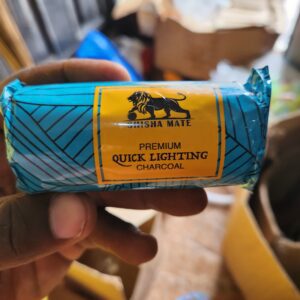 SHISHA MATE
PREMIUM
QUICK LIGHTING
CHARCOAL